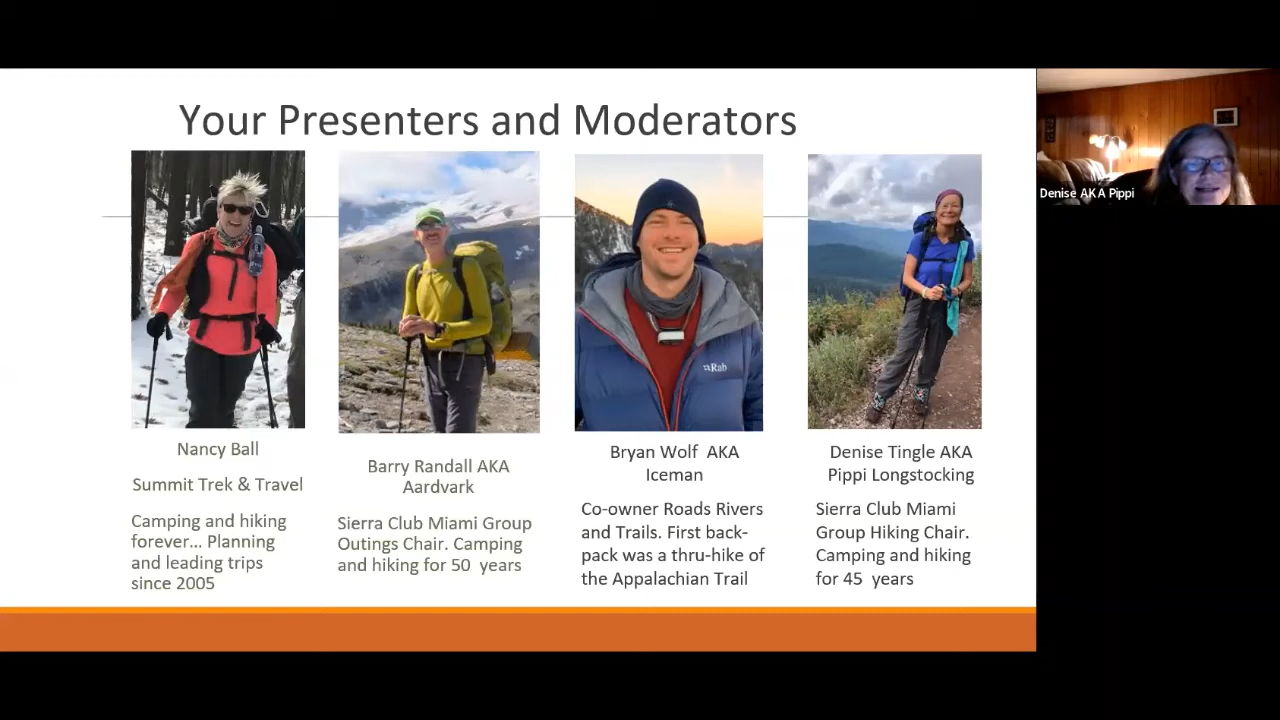 Your Presenters and Moderators
Denise AKA Pippi
Rab
Nancy Ball
Summit Trek & Travel
Camping and hiking
forever... Planning
and leading trips
since 2005
Barry Randall AKA
Aardvark
Sierra Club Miami Group
Outings Chair. Camping
and hiking for 50 years
Bryan Wolf AKA
Iceman
Co-owner Roads Rivers
and Trails. First back-
pack was a thru-hike of
the Appalachian Trail
Denise Tingle AKA
Pippi Longstocking
Sierra Club Miami
Group Hiking Chair.
Camping and hiking
for 45 years